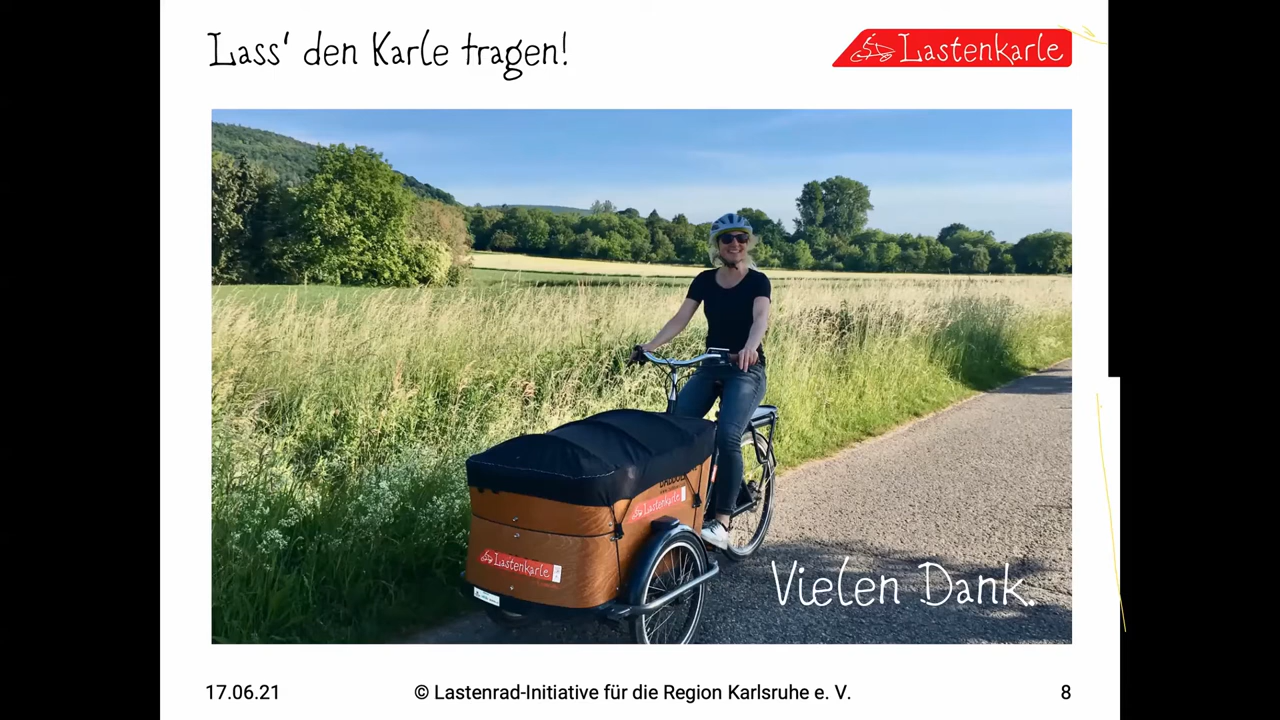 Lass' den Karle tragen!
Lastenkarle
Lastenkarle
Lastenkarle
Vielen Dank.
17.06.21
© Lastenrad-Initiative für die Region Karlsruhe e. V.
8